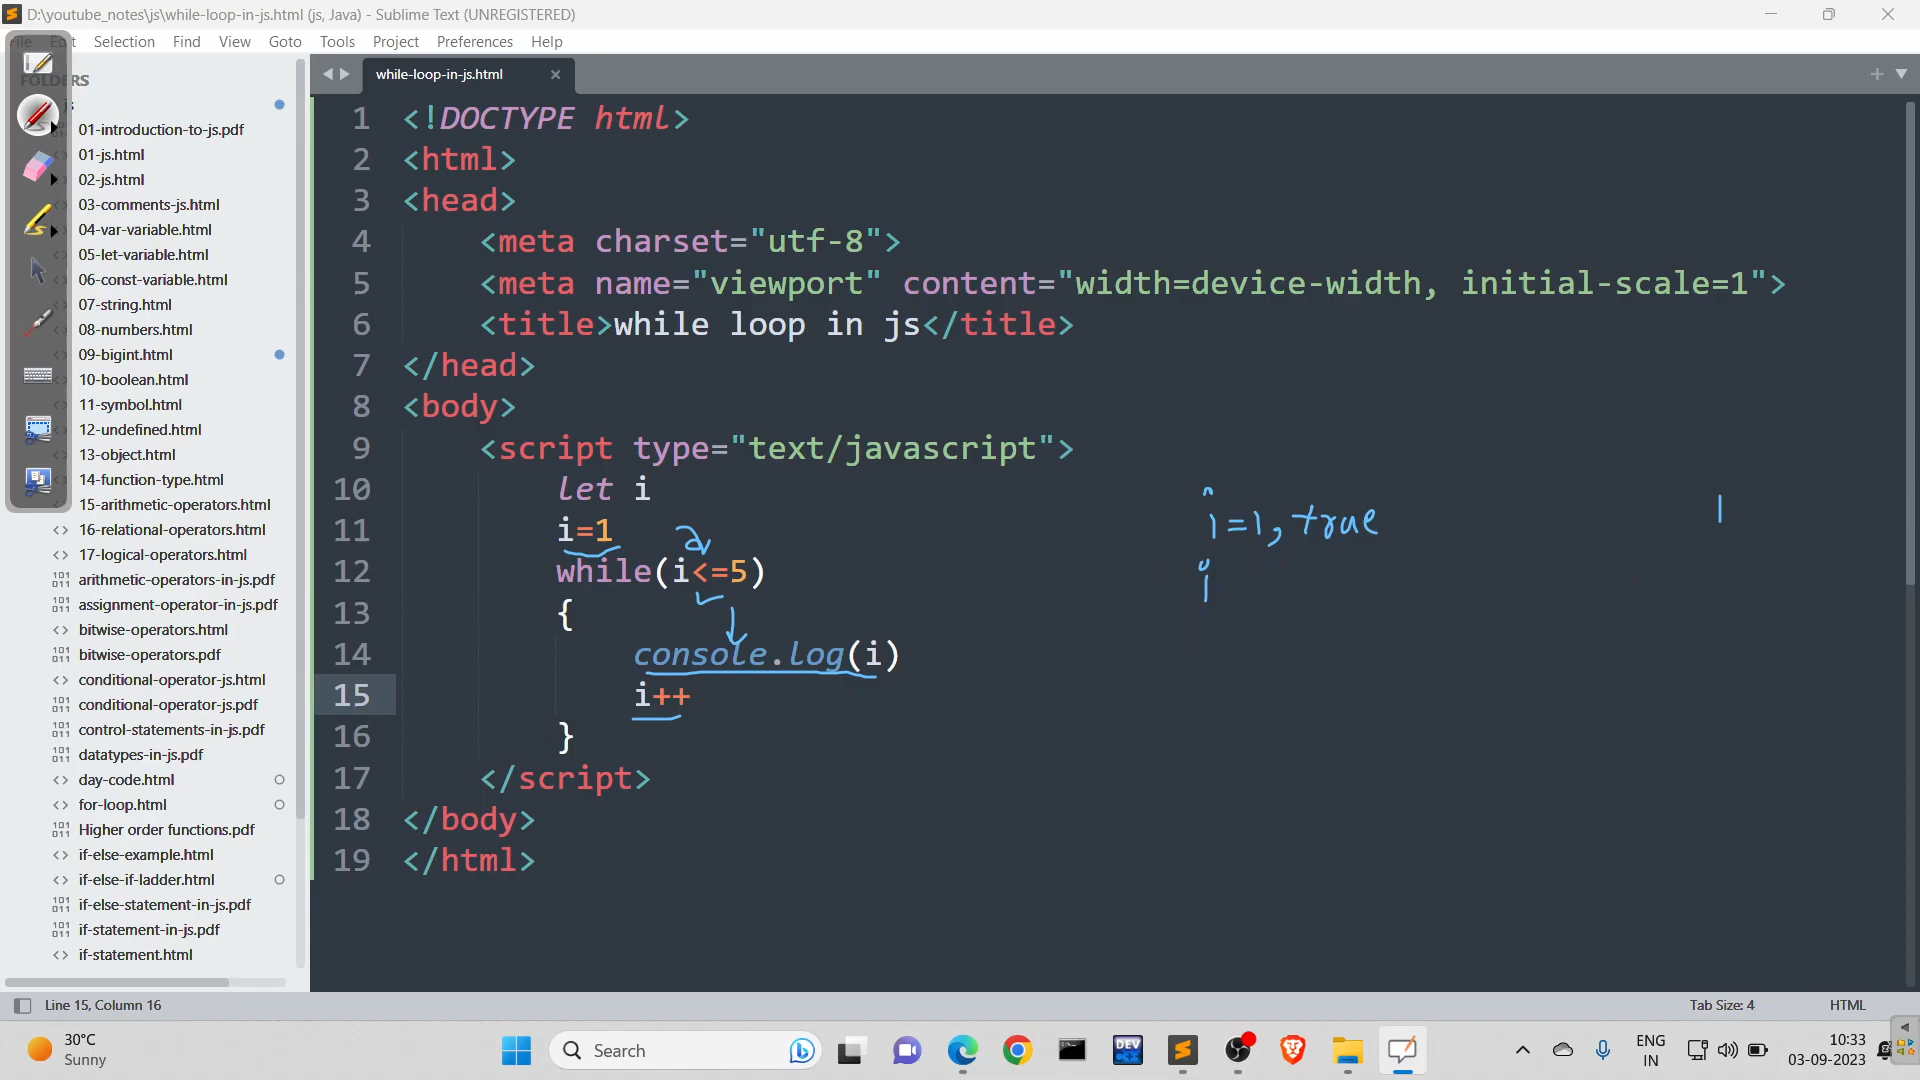 D:\youtube_notes\js\while-loop-in-js.html (js, Java) - Sublime Text (UNREGISTERED)
Selection Find View Goto Tools Project Preferences Help
FOLDERS
while-loop-in-js.html
01-introduction-to-js.pdf
01-js.html
02-js.html
03-comments-js.html
04-var-variable.html
05-let-variable.html
06-const-variable.html
07-string.html
08-numbers.html
09-bigint.html
10-boolean.html
11-symbol.html
12-undefined.html
13-object.html
14-function-type.html
15-arithmetic-operators.html
16-relational-operators.html
17-logical-operators.html
arithmetic-operators-in-js.pdf
assignment-operator-in-js.pdf
bitwise-operators.html
bitwise-operators.pdf
conditional-operator-js.html
conditional-operator-js.pdf
control-statements-in-js.pdf
datatypes-in-js.pdf
day-code.html
for-loop.html
Higher order functions.pdf
if-else-example.html
if-else-if-ladder.html
if-else-statement-in-js.pdf
if-statement-in-js.pdf
if-statement.html
1 <!DOCTYPE html>
2 <html>
3 <head>
4 <meta charset="utf-8">
5 <meta name="viewport" content="width=device-width, initial-scale=1">
6 <title>while loop in js</title>
7 </head>
8 <body>
9 <script type="text/javascript">
10 let i
11 i=1
12 while(i<=5)
13 {
14 console.log(i)
15 i++
16 }
17 </script>
18 </body>
19 </html>
i=1, true
1
i
Line 15, Column 16
Tab Size: 4
HTML
30°C
Sunny
Search
DEV
ENG
IN
10:33
03-09-2023